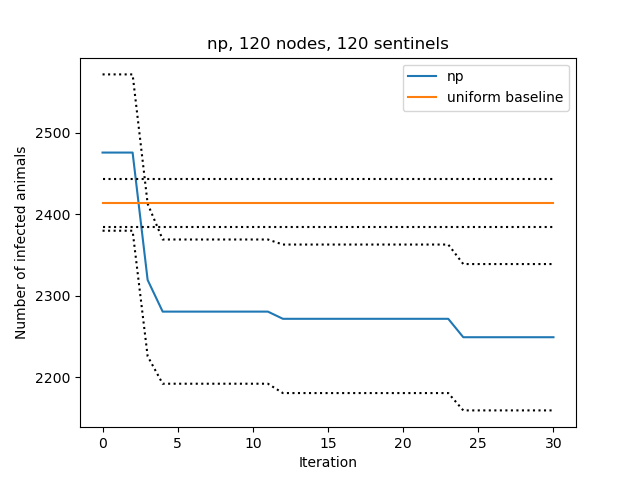 np, 120 nodes, 120 sentinels
np
uniform baseline
Number of infected animals
2500
2400
2300
2200
0 5 10 15 20 25 30
Iteration